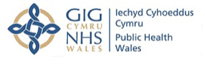 GIG
CYMRU
NHS
WALES
Iechyd Cyhoeddus
Cymru
Public Health
Wales